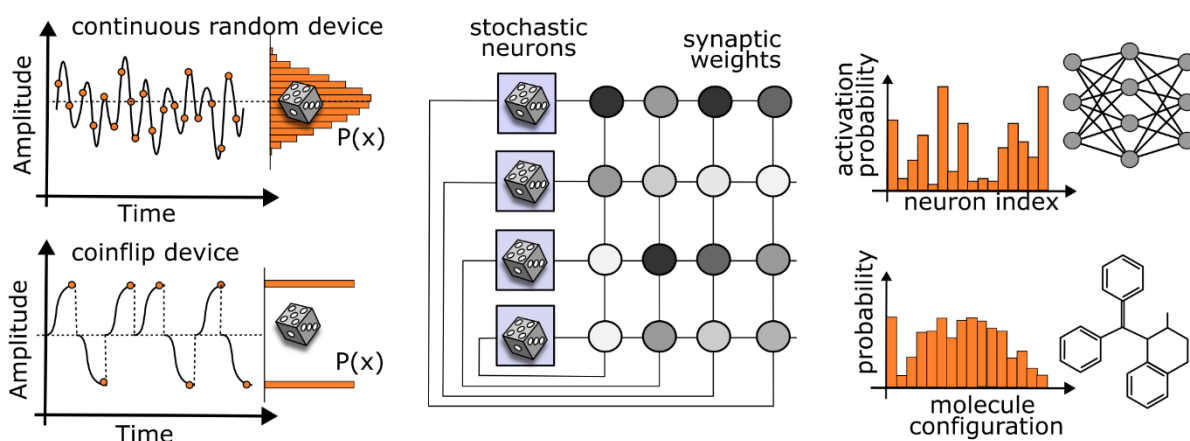 continuous random device
Amplitude
P(x)
Time
coinflip device
Amplitude
P(x)
Time
stochastic
neurons
synaptic
weights
activation
probability
neuron index
probability
molecule
configuration